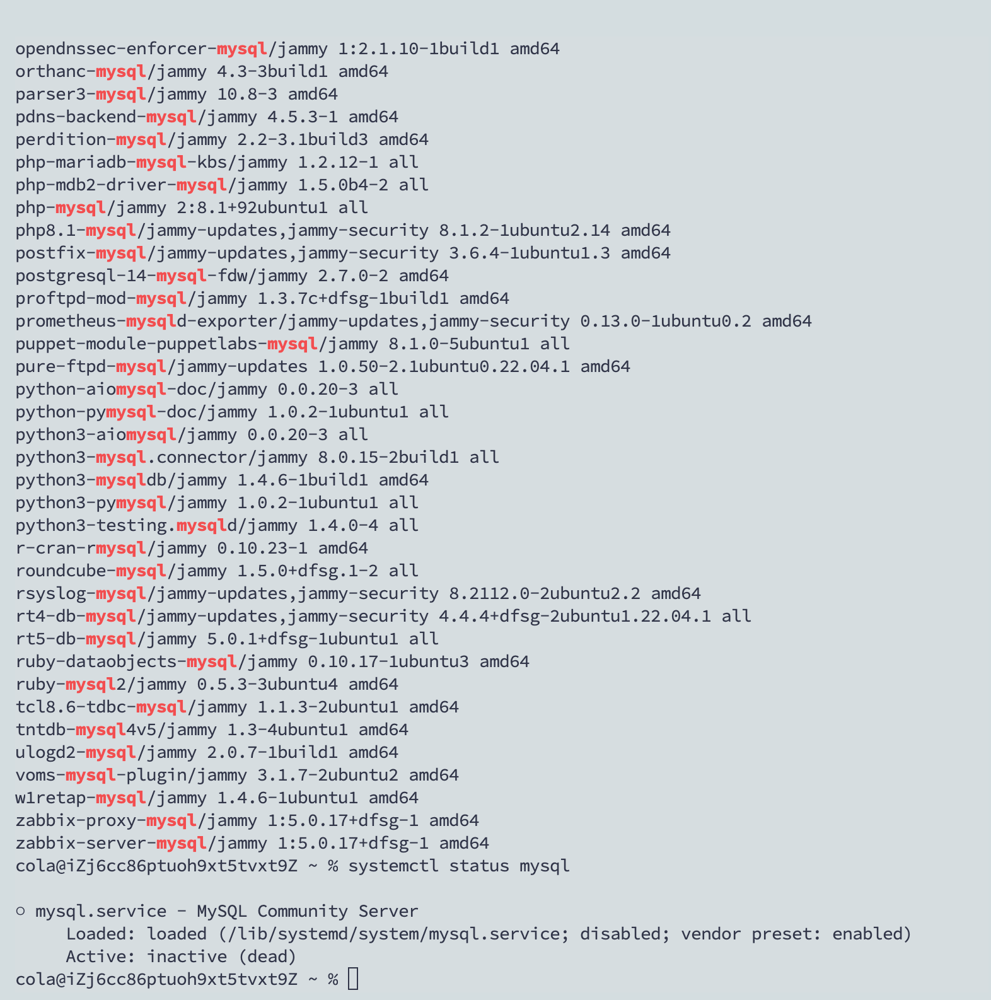 opendnssec-enforcer-mysql/jammy 1:2.1.10-1build1 amd64
orthanc-mysql/jammy 4.3-3build1 amd64
parser3-mysql/jammy 10.8-3 amd64
pdns-backend-mysql/jammy 4.5.3-1 amd64
perdition-mysql/jammy 2.2-3.1build3 amd64
php-mariadb-mysql-kbs/jammy 1.2.12-1 all
php-mdb2-driver-mysql/jammy 1.5.0b4-2 all
php-mysql/jammy 2:8.1+92ubuntu1 all
php8.1-mysql/jammy-updates,jammy-security 8.1.2-1ubuntu2.14 amd64
postfix-mysql/jammy-updates,jammy-security 3.6.4-1ubuntu1.3 amd64
postgresql-14-mysql-fdw/jammy 2.7.0-2 amd64
proftpd-mod-mysql/jammy 1.3.7c+dfsg-1build1 amd64
prometheus-mysqld-exporter/jammy-updates,jammy-security 0.13.0-1ubuntu0.2 amd64
puppet-module-puppetlabs-mysql/jammy 8.1.0-5ubuntu1 all
pure-ftpd-mysql/jammy-updates 1.0.50-2.1ubuntu0.22.04.1 amd64
python-aiomysql-doc/jammy 0.0.20-3 all
python-pymysql-doc/jammy 1.0.2-1ubuntu1 all
python3-aiomysql/jammy 0.0.20-3 all
python3-mysql.connector/jammy 8.0.15-2build1 all
python3-mysqldb/jammy 1.4.6-1build1 amd64
python3-pymysql/jammy 1.0.2-1ubuntu1 all
python3-testing.mysqld/jammy 1.4.0-4 all
r-cran-rmysql/jammy 0.10.23-1 amd64
roundcube-mysql/jammy 1.5.0+dfsg.1-2 all
rsyslog-mysql/jammy-updates,jammy-security 8.2112.0-2ubuntu2.2 amd64
rt4-db-mysql/jammy-updates,jammy-security 4.4.4+dfsg-2ubuntu1.22.04.1 all
rt5-db-mysql/jammy 5.0.1+dfsg-1ubuntu1 all
ruby-dataobjects-mysql/jammy 0.10.17-1ubuntu3 amd64
ruby-mysql2/jammy 0.5.3-3ubuntu4 amd64
tcl8.6-tdbc-mysql/jammy 1.1.3-2ubuntu1 amd64
tntdb-mysql4v5/jammy 1.3-4ubuntu1 amd64
ulogd2-mysql/jammy 2.0.7-1build1 amd64
voms-mysql-plugin/jammy 3.1.7-2ubuntu2 amd64
w1retap-mysql/jammy 1.4.6-1ubuntu1 amd64
zabbix-proxy-mysql/jammy 1:5.0.17+dfsg-1 amd64
zabbix-server-mysql/jammy 1:5.0.17+dfsg-1 amd64
cola@iZj6cc86ptuoh9xt5tvxt9Z ~ % systemctl status mysql
○ mysql.service - MySQL Community Server
Loaded: loaded (/lib/systemd/system/mysql.service; disabled; vendor preset: enabled)
Active: inactive (dead)
cola@iZj6cc86ptuoh9xt5tvxt9Z ~ %